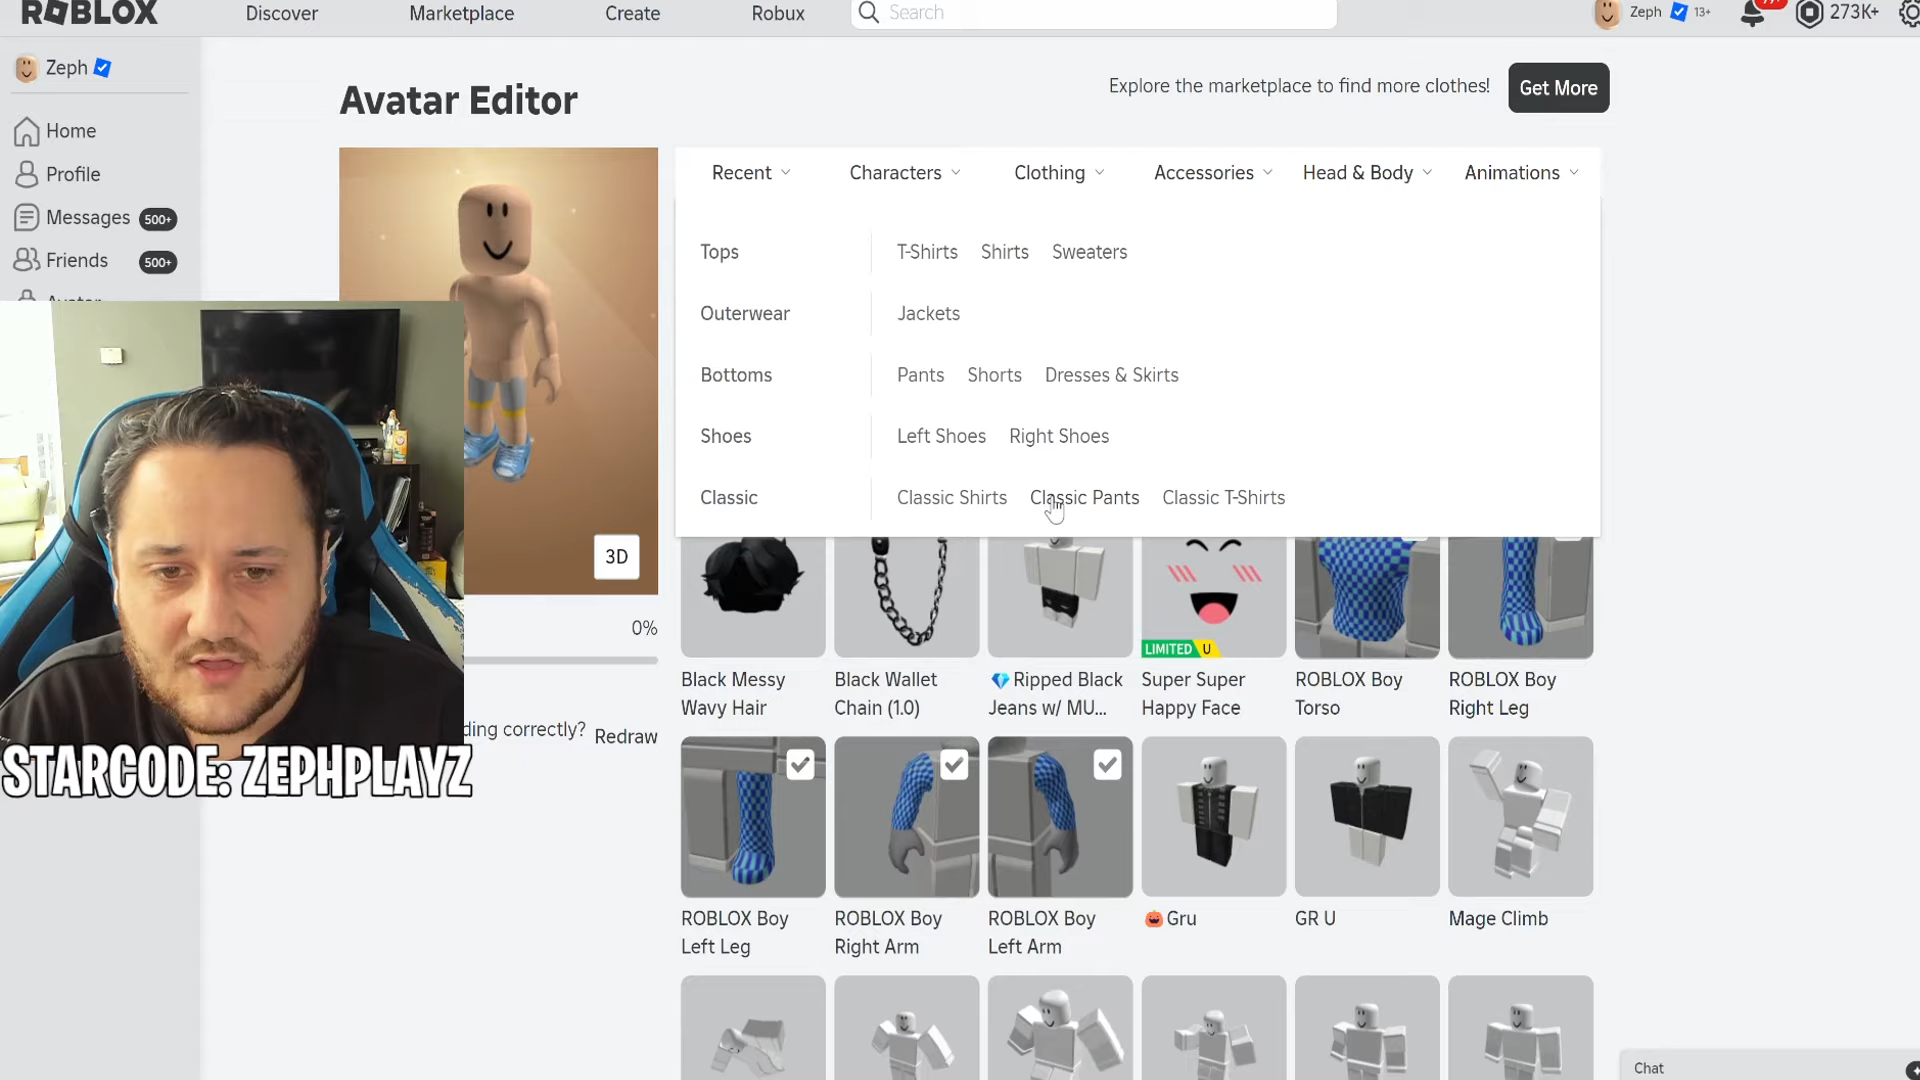 ROBLOX
Discover
Marketplace
Create
Robux
Search
Zeph
13+
99+
273K+
Zeph
Home
Profile
Messages 500+
Friends 500+
Avatar
Avatar Editor
Explore the marketplace to find more clothes!
Get More
Recent
Characters
Clothing
Accessories
Head & Body
Animations
Tops
T-Shirts Shirts Sweaters
Outerwear
Jackets
Bottoms
Pants Shorts Dresses & Skirts
Shoes
Left Shoes Right Shoes
Classic
Classic Shirts Classic Pants Classic T-Shirts
3D
0%
ding correctly?
Redraw
STARCODE: ZEPHPLAYZ
LIMITED U
Black Messy
Wavy Hair
Black Wallet
Chain (1.0)
Ripped Black
Jeans w/ MU...
Super Super
Happy Face
ROBLOX Boy
Torso
ROBLOX Boy
Right Leg
ROBLOX Boy
Left Leg
ROBLOX Boy
Right Arm
ROBLOX Boy
Left Arm
Gru
GR U
Mage Climb
Chat